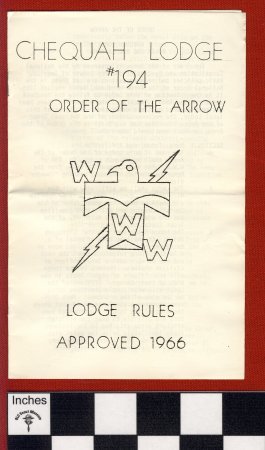 CHEQUAH LODGE
#194
ORDER OF THE ARROW
W
W
W
LODGE RULES
APPROVED 1966
Inches